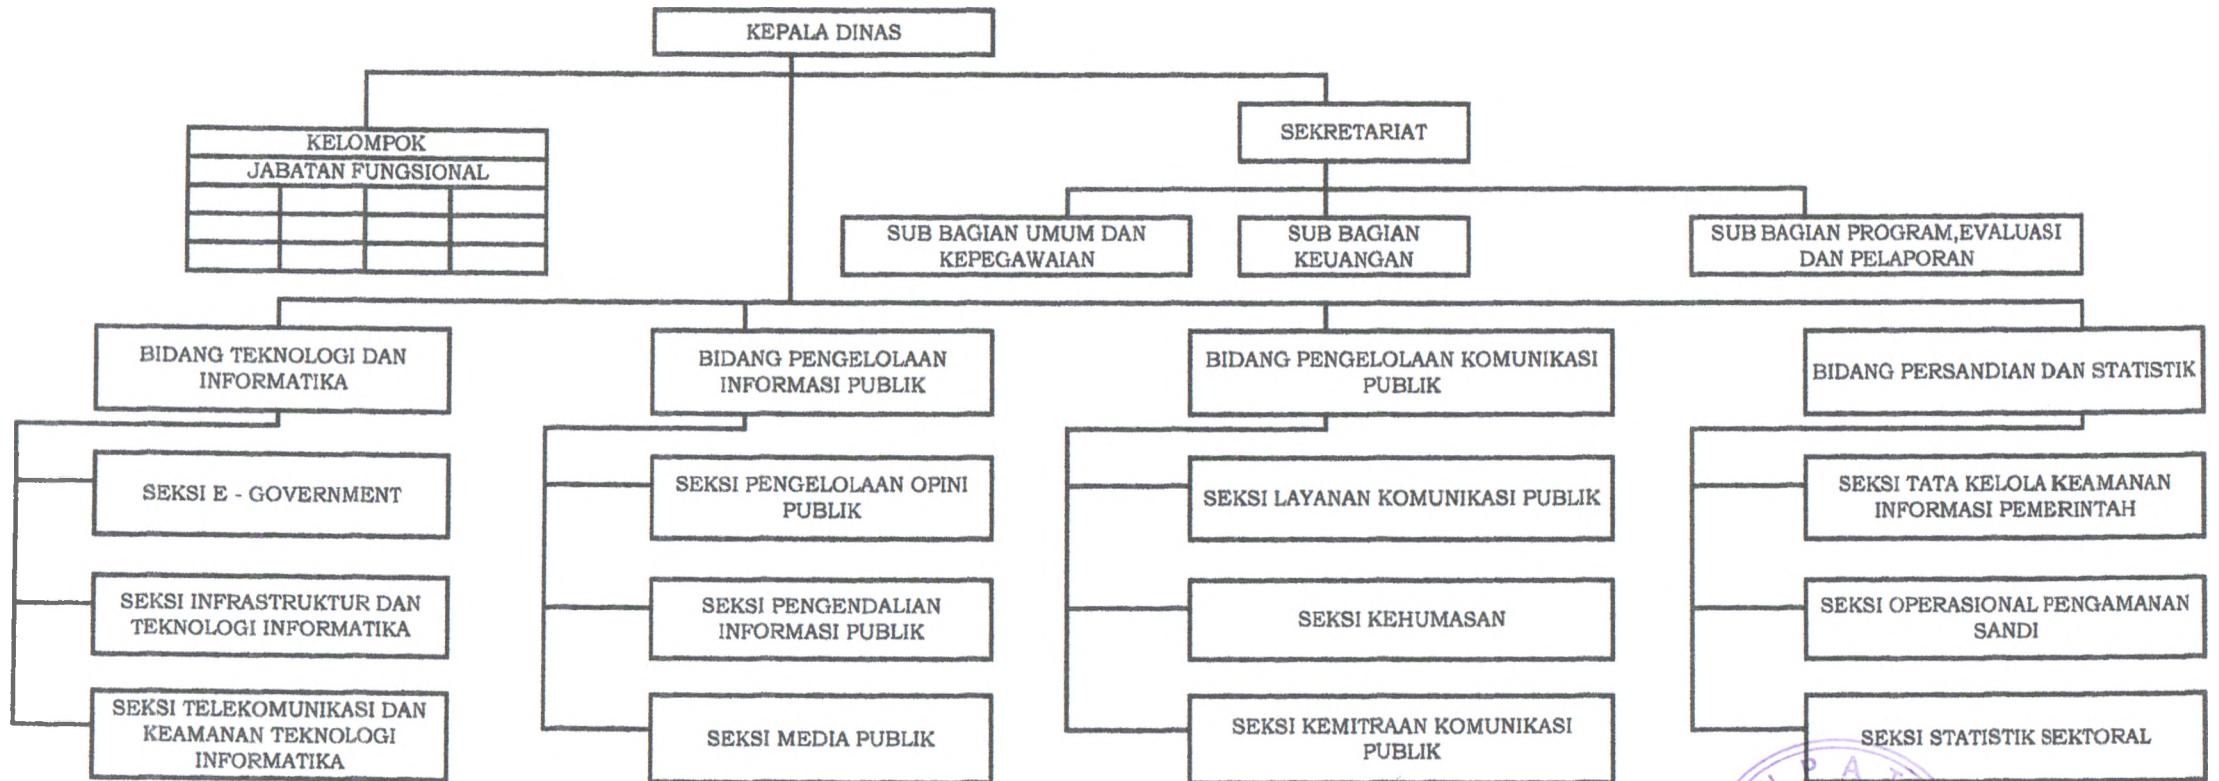 KEPALA DINAS
KELOMPOK
JABATAN FUNGSIONAL
SEKRETARIAT
SUB BAGIAN UMUM DAN
KEPEGAWAIAN
SUB BAGIAN
KEUANGAN
SUB BAGIAN PROGRAM,EVALUASI
DAN PELAPORAN
BIDANG TEKNOLOGI DAN
INFORMATIKA
BIDANG PENGELOLAAN
INFORMASI PUBLIK
BIDANG PENGELOLAAN KOMUNIKASI
PUBLIK
BIDANG PERSANDIAN DAN STATISTIK
SEKSI E - GOVERNMENT
SEKSI PENGELOLAAN OPINI
PUBLIK
SEKSI LAYANAN KOMUNIKASI PUBLIK
SEKSI TATA KELOLA KEAMANAN
INFORMASI PEMERINTAH
SEKSI INFRASTRUKTUR DAN
TEKNOLOGI INFORMATIKA
SEKSI PENGENDALIAN
INFORMASI PUBLIK
SEKSI KEHUMASAN
SEKSI OPERASIONAL PENGAMANAN
SANDI
SEKSI TELEKOMUNIKASI DAN
KEAMANAN TEKNOLOGI
INFORMATIKA
SEKSI MEDIA PUBLIK
SEKSI KEMITRAAN KOMUNIKASI
PUBLIK
SEKSI STATISTIK SEKTORAL